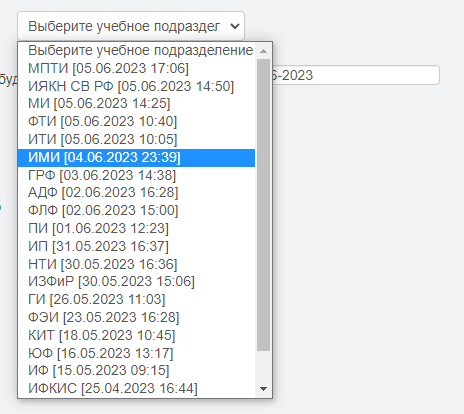 Выберите учебное подраздег
Выберите учебное подразделение
МПТИ [05.06.2023 17:06]
буд
6-2023
ИЯКН СВ РФ [05.06.2023 14:50]
МИ [05.06.2023 14:25]
ФТИ [05.06.2023 10:40]
ИТИ [05.06.2023 10:05]
ИМИ [04.06.2023 23:39]
ГРФ [03.06.2023 14:38]
АДФ [02.06.2023 16:28]
ФЛФ [02.06.2023 15:00]
ПИ [01.06.2023 12:23]
ИП [31.05.2023 16:37]
НТИ [30.05.2023 16:36]
ИЗФиР [30.05.2023 15:06]
ГИ [26.05.2023 11:03]
ФЭИ [23.05.2023 16:28]
КИТ [18.05.2023 10:45]
ЮФ [16.05.2023 13:17]
ИФ [15.05.2023 09:15]
ИФКИС [25.04.2023 16:44]